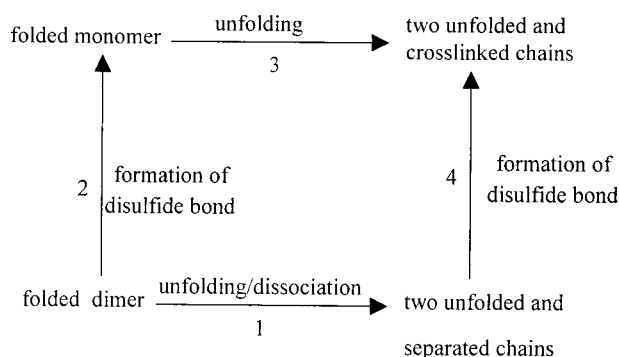 folded monomer
unfolding
3
two unfolded and
crosslinked chains
2
formation of
disulfide bond
4
formation of
disulfide bond
folded dimer
unfolding/dissociation
1
two unfolded and
separated chains